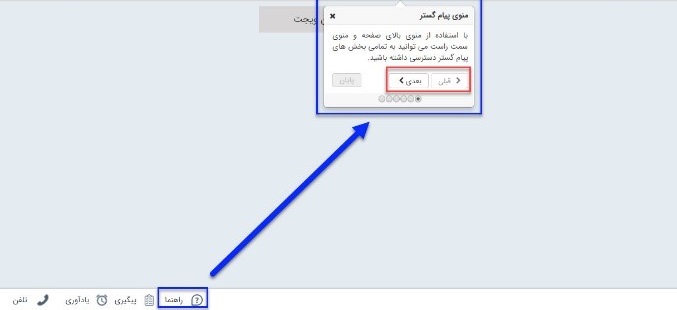 منوی پیام گستر
ویجت
با استفاده از منوی بالای صفحه و منوی
سمت راست می توانید به تمامی بخش های
پیام گستر دسترسی داشته باشید.
قبلی
بعدی
پایان
راهنما
پیگیری
یادآوری
تلفن